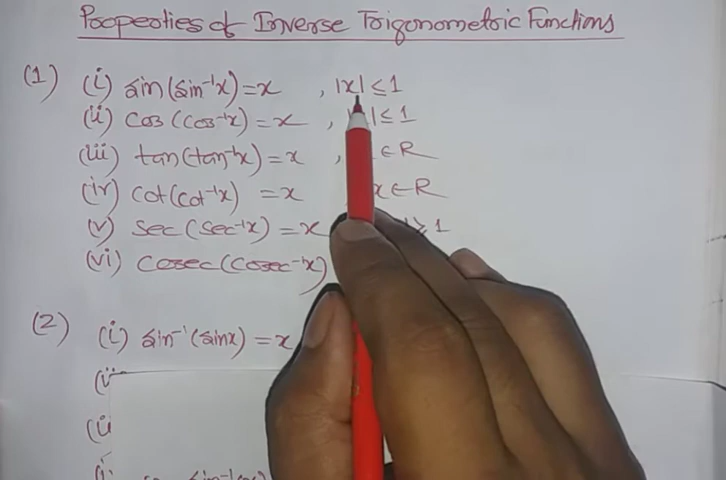 Properties of Inverse Trigonometric Functions
(1) (i) sin(sin⁻¹x)=x , |x|≤1
(ii) cos(cos⁻¹x)=x , | |≤1
(iii) tan(tan⁻¹x)=x , ∈R
(iv) cot(cot⁻¹x) =x x∈R
(v) sec(sec⁻¹x)=x |≥1
(vi) cosec(cosec⁻¹x)
(2) (i) sin⁻¹(sinx)=x